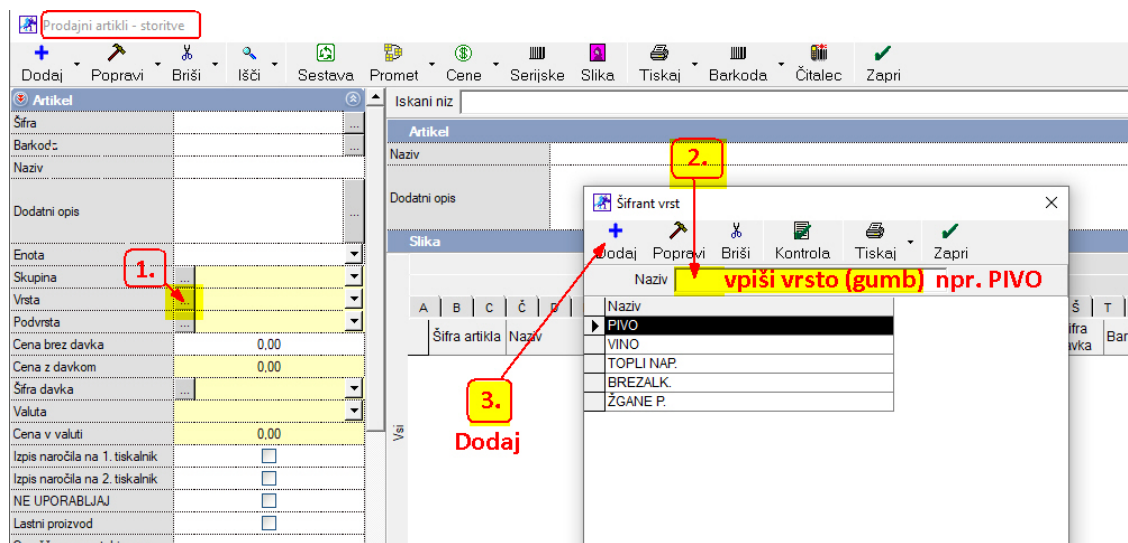 Prodajni artikli - storitve
Dodaj Popravi Briši Išči Sestava Promet Cene Serijske Slika Tiskaj Barkoda Čitalec Zapri
Artikel
Šifra ...
Barkoda ...
Naziv
Dodatni opis ...
Enota
Skupina ...
Vrsta ...
Podvrsta ...
Cena brez davka 0,00
Cena z davkom 0,00
Šifra davka ...
Valuta
Cena v valuti 0,00
Izpis naročila na 1. tiskalnik
Izpis naročila na 2. tiskalnik
NE UPORABLJAJ
Lastni proizvod
1.
Iskani niz
Artikel
Naziv
Dodatni opis
Slika
A B C Č D
Šifra artikla Naziv
Vsi
2.
Šifrant vrst
Dodaj Popravi Briši Kontrola Tiskaj Zapri
Naziv vpiši vrsto (gumb) npr. PIVO
Naziv
PIVO
VINO
TOPLI NAP.
BREZALK.
ŽGANE P.
3.
Dodaj
Š T